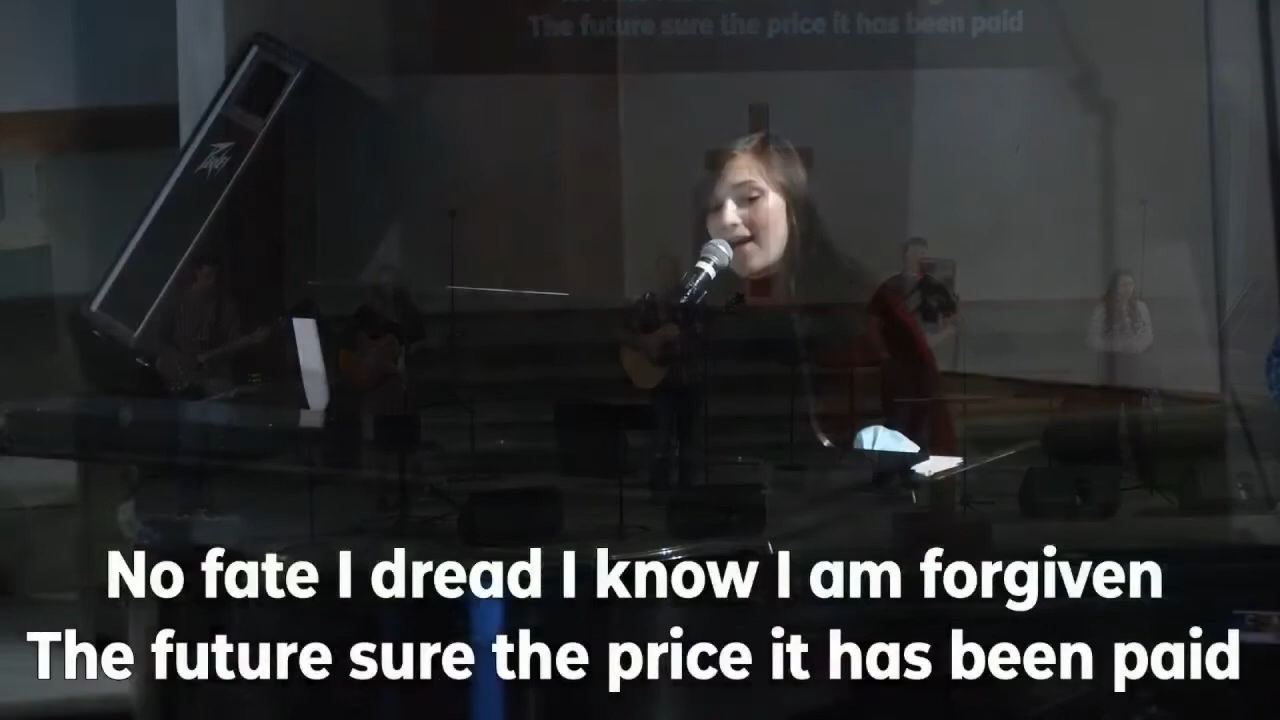 The future sure the price it has been paid
No fate I dread I know I am forgiven
The future sure the price it has been paid